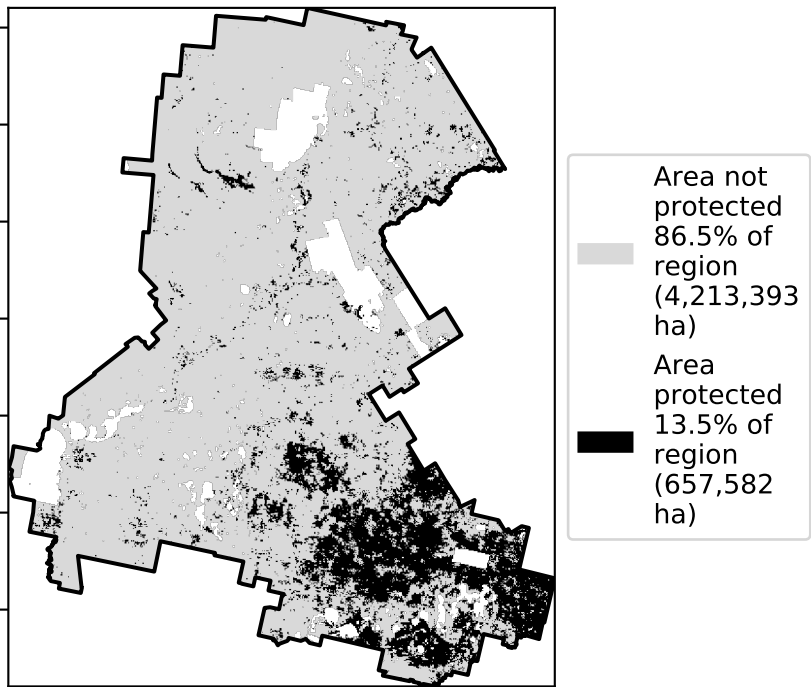 Area not
protected
86.5% of
region
(4,213,393
ha)
Area
protected
13.5% of
region
(657,582
ha)